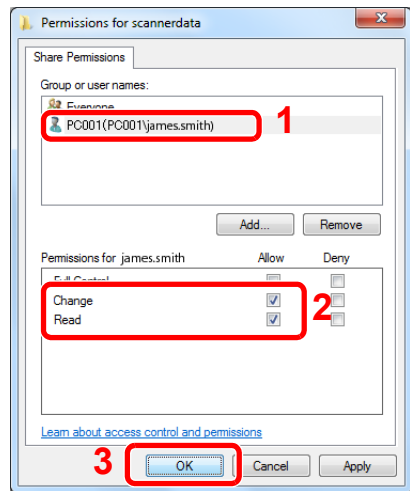 Permissions for scannerdata
Share Permissions
Group or user names:
Everyone
PC001(PC001\james.smith)
1
Add... Remove
Permissions for james.smith Allow Deny
Full Control
Change
Read
2
Learn about access control and permissions
3
OK Cancel Apply